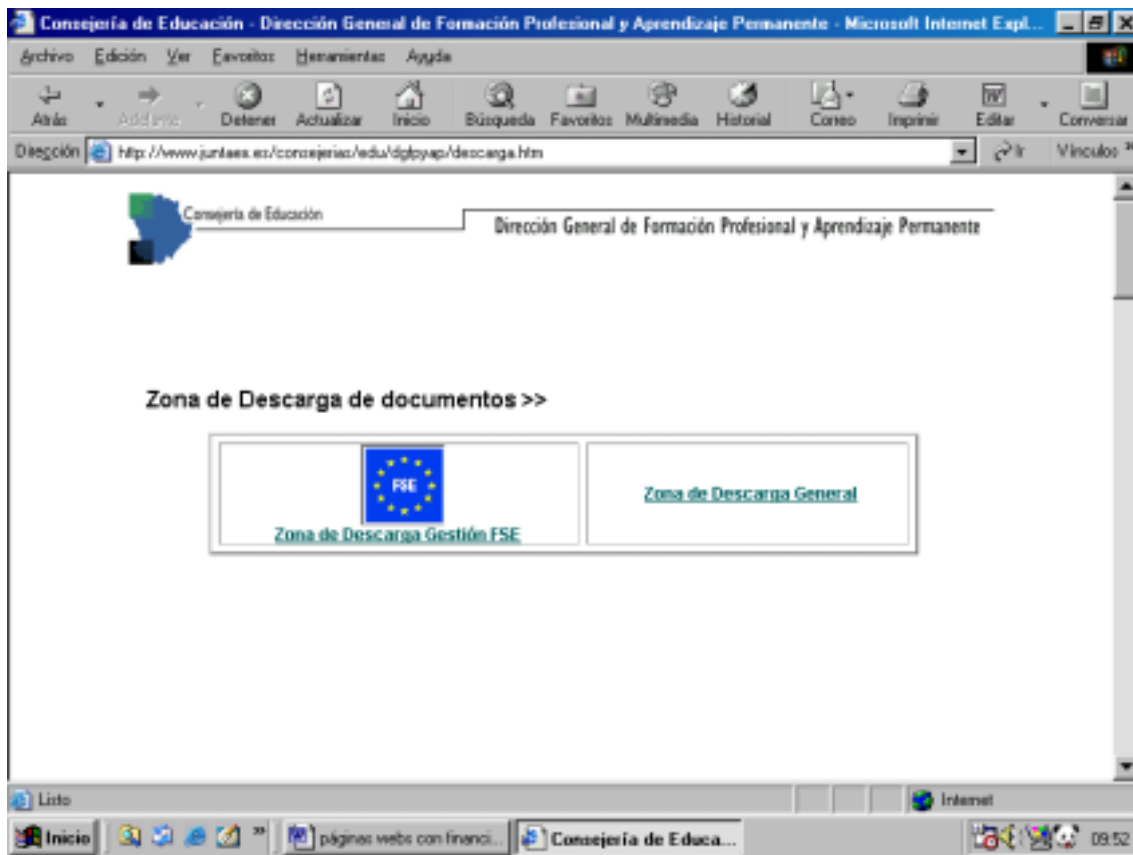 Consejería de Educación - Dirección General de Formación Profesional y Aprendizaje Permanente - Microsoft Internet Expl...
Archivo Edición Ver Favoritos Herramientas Ayuda
Atrás Adelante Detener Actualizar Inicio Búsqueda Favoritos Multimedia Historial Correo Imprimir Editar Conversar
Dirección http://www.juntaex.es/consejerias/edu/dgfpyap/descarga.htm Ir Vínculos »
Consejería de Educación
Dirección General de Formación Profesional y Aprendizaje Permanente
Zona de Descarga de documentos >>
FSE
Zona de Descarga Gestión FSE
Zona de Descarga General
Listo Internet
Inicio » páginas webs con financi... Consejería de Educa... 09:52